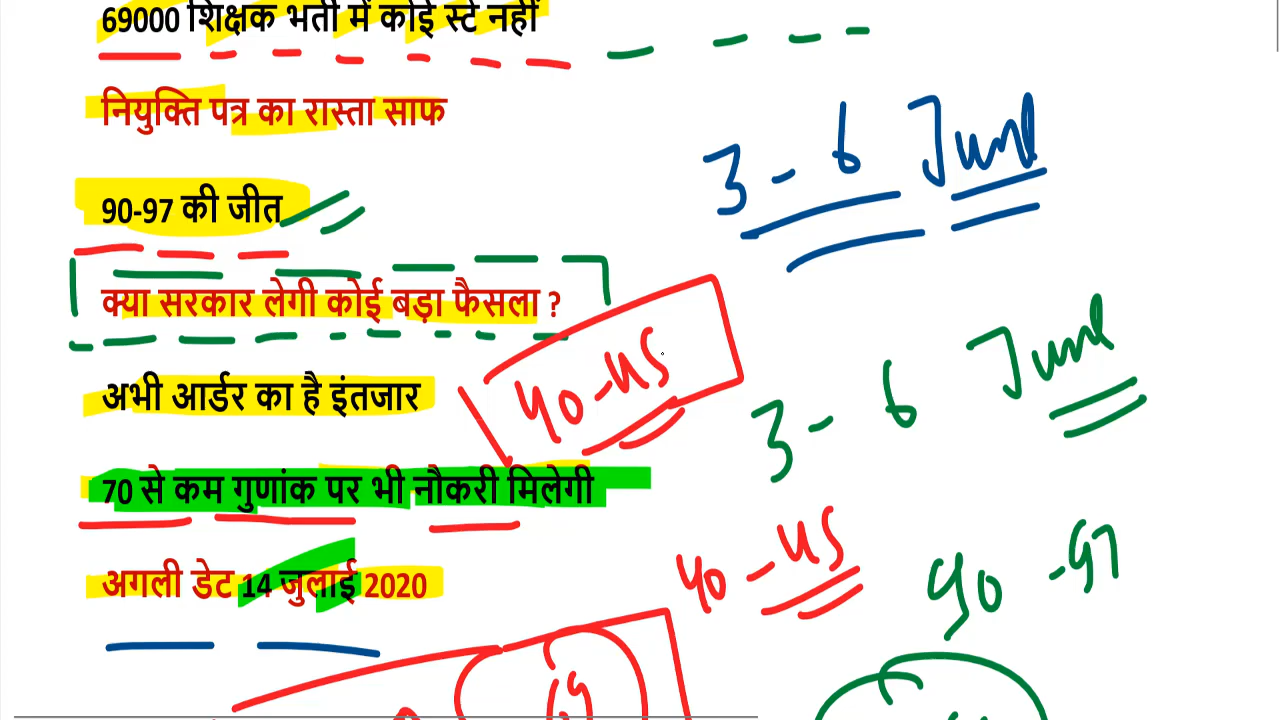 69000 शिक्षक भर्ती में कोई स्टे नहीं
नियुक्ति पत्र का रास्ता साफ
3 - 6 June
90-97 की जीत
क्या सरकार लेगी कोई बड़ा फैसला ?
40-45
3 - 6 June
अभी आर्डर का है इंतजार
70 से कम गुणांक पर भी नौकरी मिलेगी
40-45
90-97
अगली डेट 14 जुलाई 2020
69